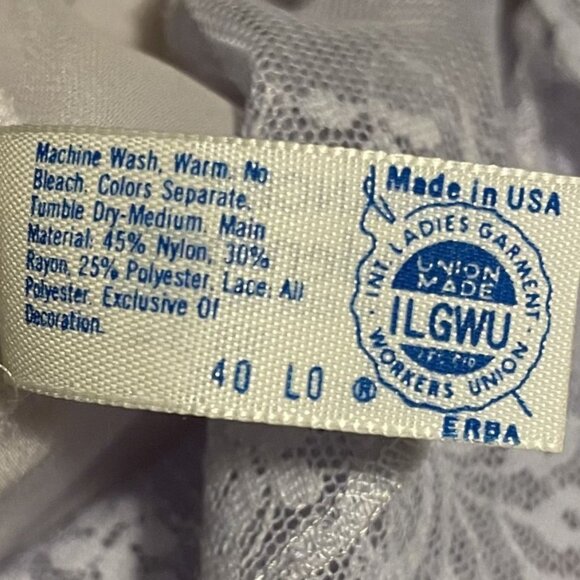 Machine Wash, Warm. No
Bleach. Colors Separate.
Tumble Dry-Medium. Main
Material: 45% Nylon, 30%
Rayon, 25% Polyester. Lace: All
Polyester. Exclusive Of
Decoration.
40 LO ®
Made in USA
INT. LADIES GARMENT
UNION
MADE
ILGWU
WORKERS UNION
ERBA